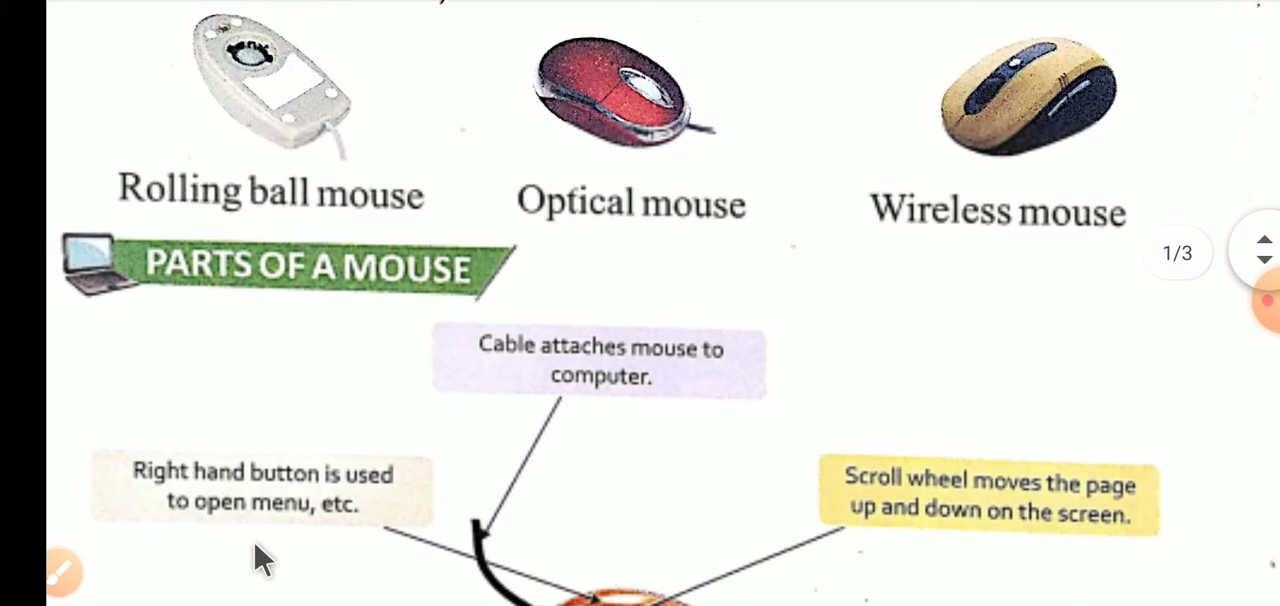 Rolling ball mouse
Optical mouse
Wireless mouse
PARTS OF A MOUSE
1/3
Cable attaches mouse to
computer.
Right hand button is used
to open menu, etc.
Scroll wheel moves the page
up and down on the screen.